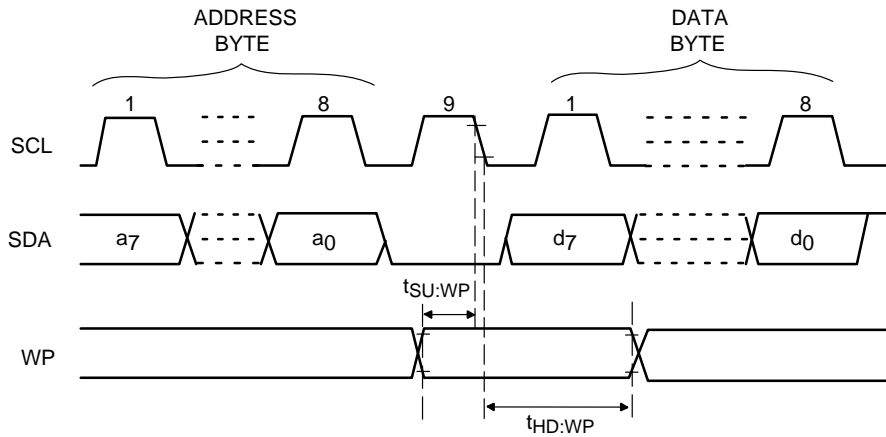 ADDRESS
BYTE
DATA
BYTE
1
8
9
1
8
SCL
SDA
a7
a0
d7
d0
tSU:WP
WP
tHD:WP